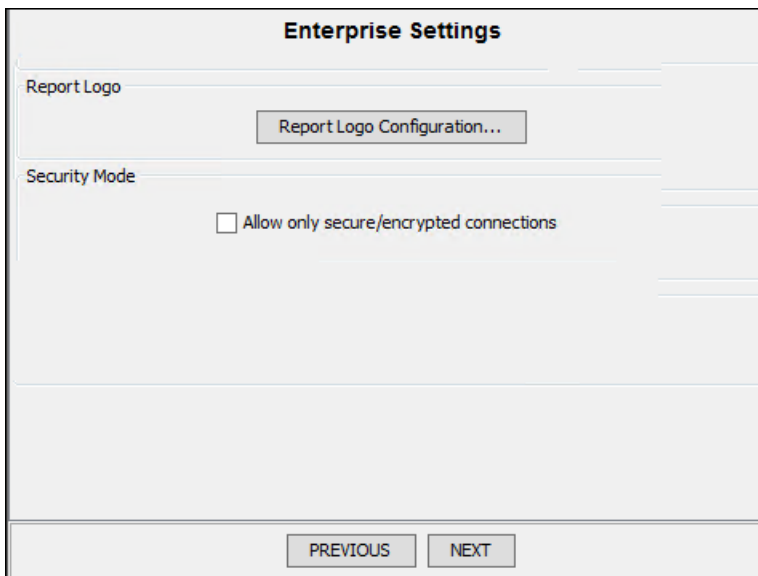 Enterprise Settings
Report Logo
Report Logo Configuration...
Security Mode
Allow only secure/encrypted connections
PREVIOUS NEXT